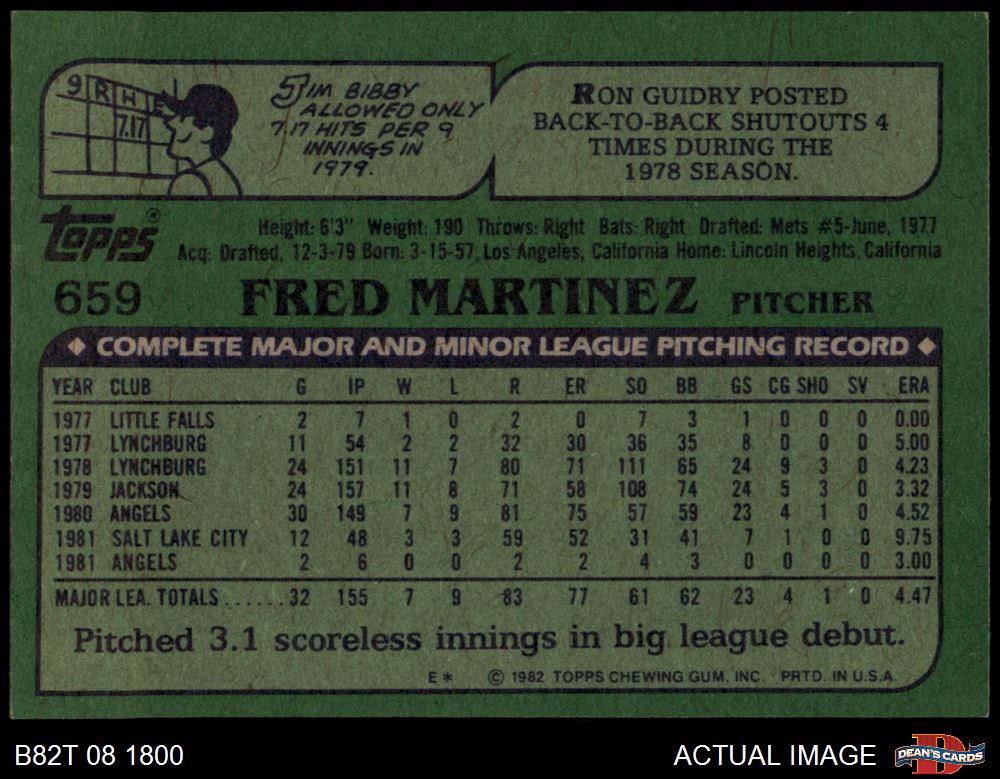 9 R H E
7.17
JIM BIBBY
ALLOWED ONLY
7.17 HITS PER 9
INNINGS IN
1979.
RON GUIDRY POSTED
BACK-TO-BACK SHUTOUTS 4
TIMES DURING THE
1978 SEASON.
topps®
Height: 6'3" Weight: 190 Throws: Right Bats: Right Drafted: Mets #5-June, 1977
Acq: Drafted, 12-3-79 Born: 3-15-57, Los Angeles, California Home: Lincoln Heights, California
659 FRED MARTINEZ PITCHER
◆ COMPLETE MAJOR AND MINOR LEAGUE PITCHING RECORD ◆
YEAR CLUB G IP W L R ER SO BB GS CG SHO SV ERA
1977 LITTLE FALLS 2 7 1 0 2 0 7 3 1 0 0 0 0.00
1977 LYNCHBURG 11 54 2 2 32 30 36 35 8 0 0 0 5.00
1978 LYNCHBURG 24 151 11 7 80 71 111 65 24 9 3 0 4.23
1979 JACKSON 24 157 11 8 71 58 108 74 24 5 3 0 3.32
1980 ANGELS 30 149 7 9 81 75 57 59 23 4 1 0 4.52
1981 SALT LAKE CITY 12 48 3 3 59 52 31 41 7 1 0 0 9.75
1981 ANGELS 2 6 0 0 2 2 4 3 0 0 0 0 3.00
MAJOR LEA. TOTALS......32 155 7 9 83 77 61 62 23 4 1 0 4.47
Pitched 3.1 scoreless innings in big league debut.
E* © 1982 TOPPS CHEWING GUM, INC. PRTD. IN U.S.A.
B82T 08 1800
ACTUAL IMAGE
DEAN'S CARDS